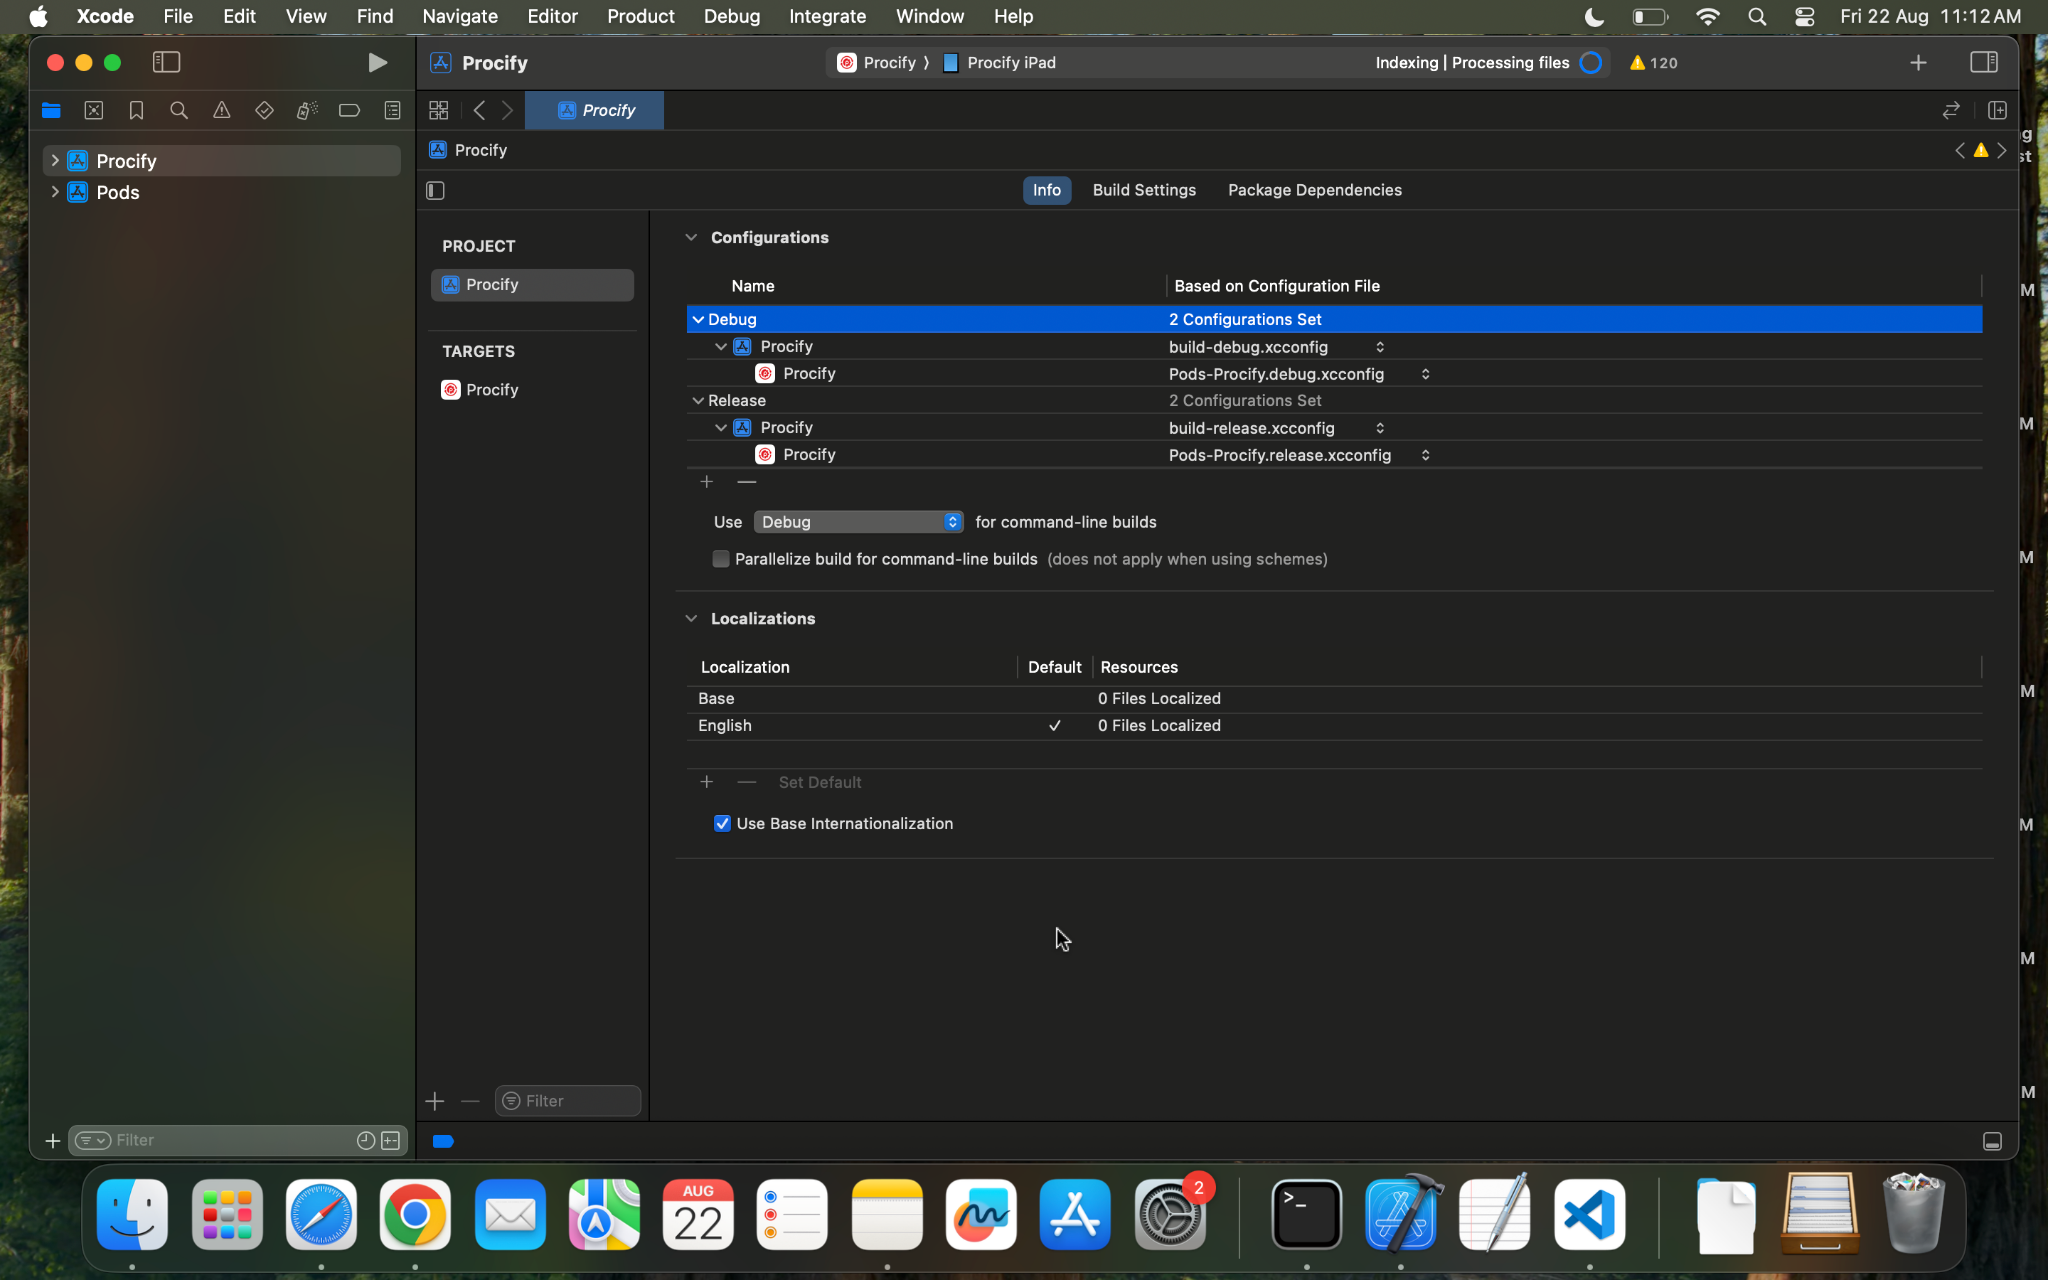 Xcode File Edit View Find Navigate Editor Product Debug Integrate Window Help Fri 22 Aug 11:12 AM
Procify
Procify ⟩ Procify iPad
Indexing | Processing files
120
Procify
Procify
Pods
Procify
Info Build Settings Package Dependencies
PROJECT
Procify
TARGETS
Procify
Filter
Configurations
Name Based on Configuration File
Debug 2 Configurations Set
Procify build-debug.xcconfig
Procify Pods-Procify.debug.xcconfig
Release 2 Configurations Set
Procify build-release.xcconfig
Procify Pods-Procify.release.xcconfig
Use Debug for command-line builds
Parallelize build for command-line builds (does not apply when using schemes)
Localizations
Localization Default Resources
Base 0 Files Localized
English ✓ 0 Files Localized
Set Default
Use Base Internationalization
Filter
g
st
M
M
M
M
M
M
M
AUG
22
2
>_